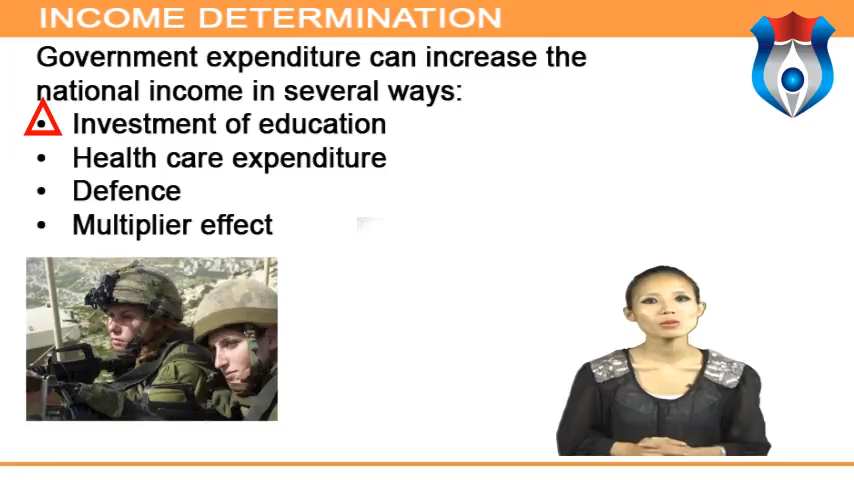 INCOME DETERMINATION
Government expenditure can increase the
national income in several ways:
• Investment of education
• Health care expenditure
• Defence
• Multiplier effect